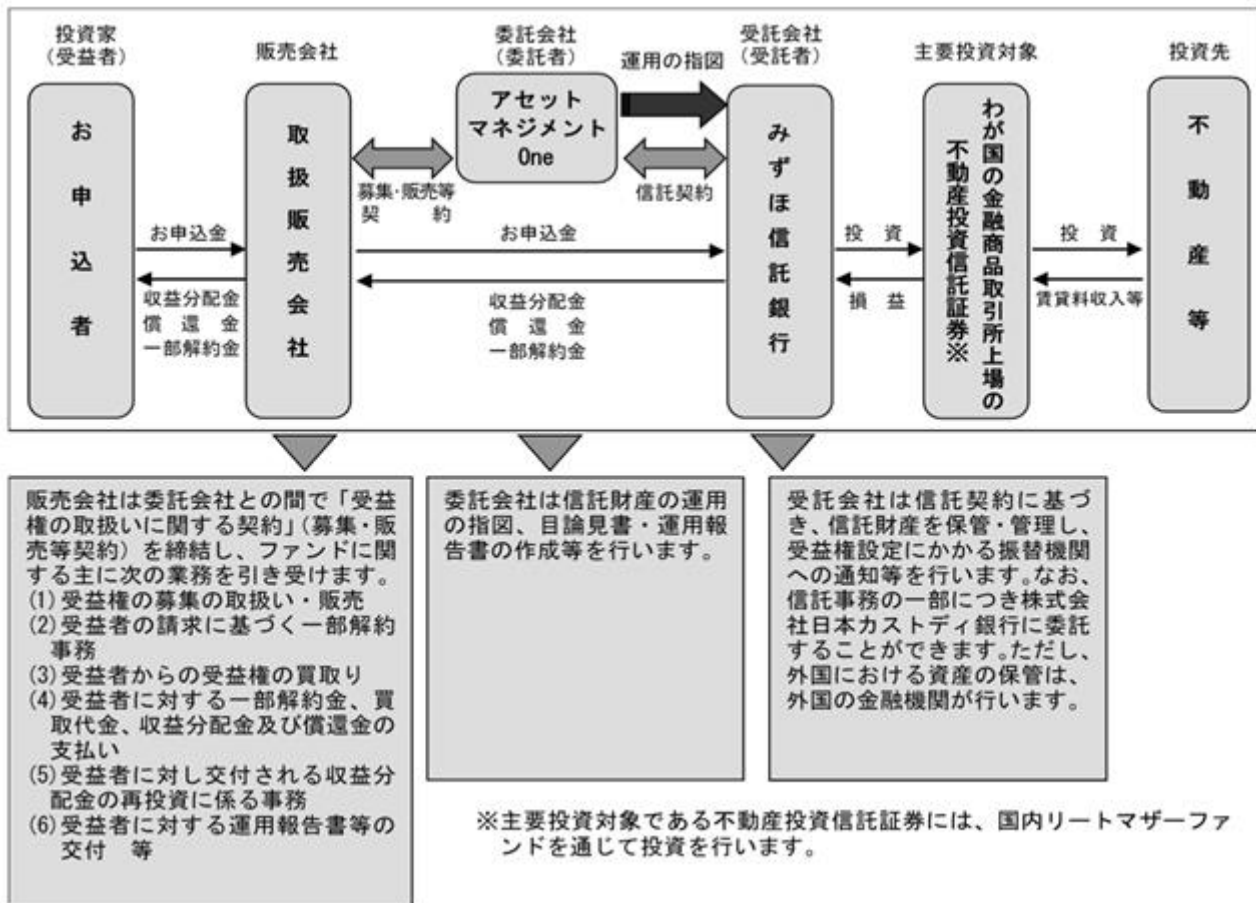 投資家
（受益者）
販売会社
委託会社
（委託者）
運用の指図
受託会社
（受託者）
主要投資対象
投資先
お申込者
取扱販売会社
アセット
マネジメント
One
みずほ信託銀行
わが国の金融商品取引所上場の
不動産投資信託証券※
不動産等
募集・販売等
契　　約
信託契約
お申込金
収益分配金
償　還　金
一部解約金
お申込金
収益分配金
償　還　金
一部解約金
投　資
損　益
投　資
賃貸料収入等
販売会社は委託会社との間で「受益
権の取扱いに関する契約」（募集・販
売等契約）を締結し、ファンドに関
する主に次の業務を引き受けます。
(1)受益権の募集の取扱い・販売
(2)受益者の請求に基づく一部解約
事務
(3)受益者からの受益権の買取り
(4)受益者に対する一部解約金、買
取代金、収益分配金及び償還金の
支払い
(5)受益者に対し交付される収益分
配金の再投資に係る事務
(6)受益者に対する運用報告書等の
交付　等
委託会社は信託財産の運用
の指図、目論見書・運用報
告書の作成等を行います。
受託会社は信託契約に基づ
き、信託財産を保管・管理し、
受益権設定にかかる振替機関
への通知等を行います。なお、
信託事務の一部につき株式会
社日本カストディ銀行に委託
することができます。ただし、
外国における資産の保管は、
外国の金融機関が行います。
※主要投資対象である不動産投資信託証券には、国内リートマザーファ
ンドを通じて投資を行います。